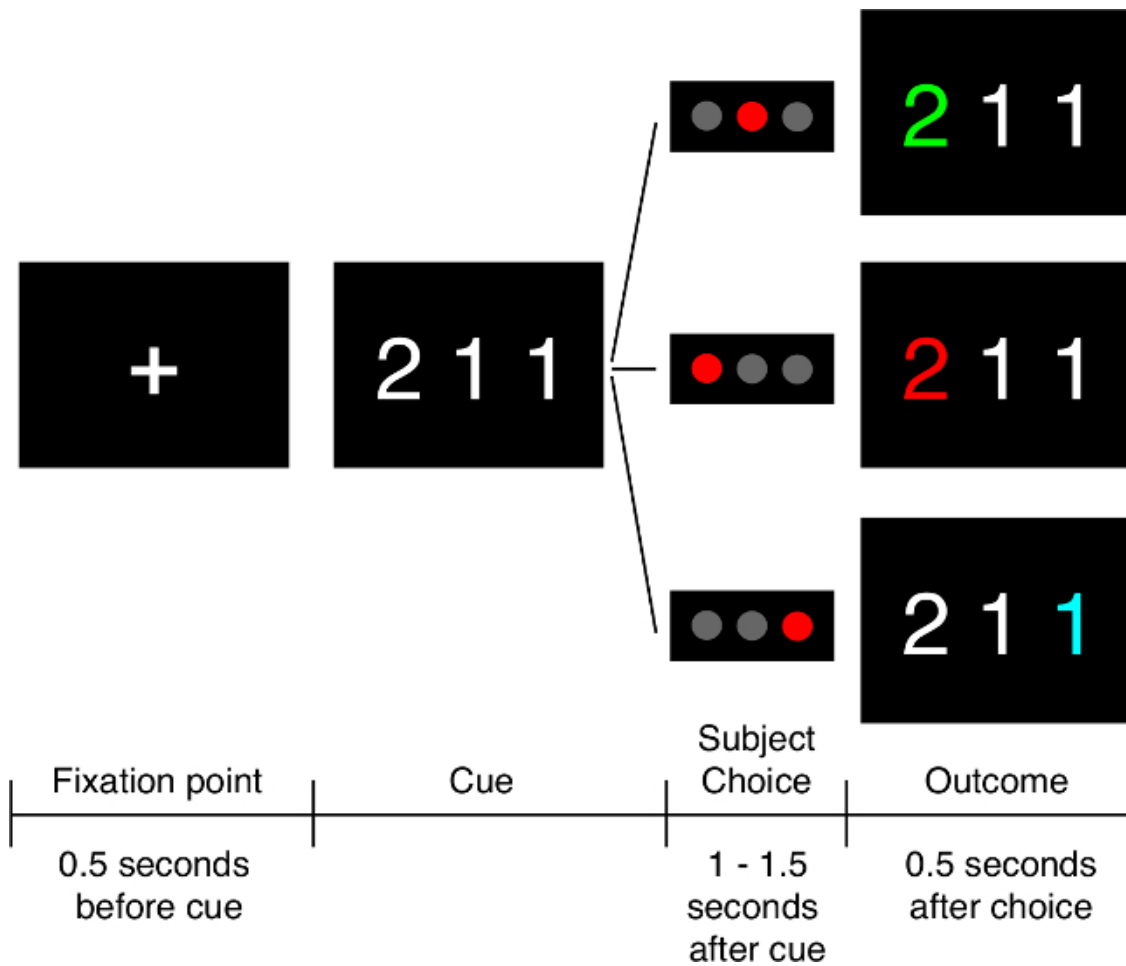 2 1 1
2 1 1
2 1 1
2 1 1
Fixation point
Cue
Subject
Choice
Outcome
0.5 seconds
before cue
1 - 1.5
seconds
after cue
0.5 seconds
after choice